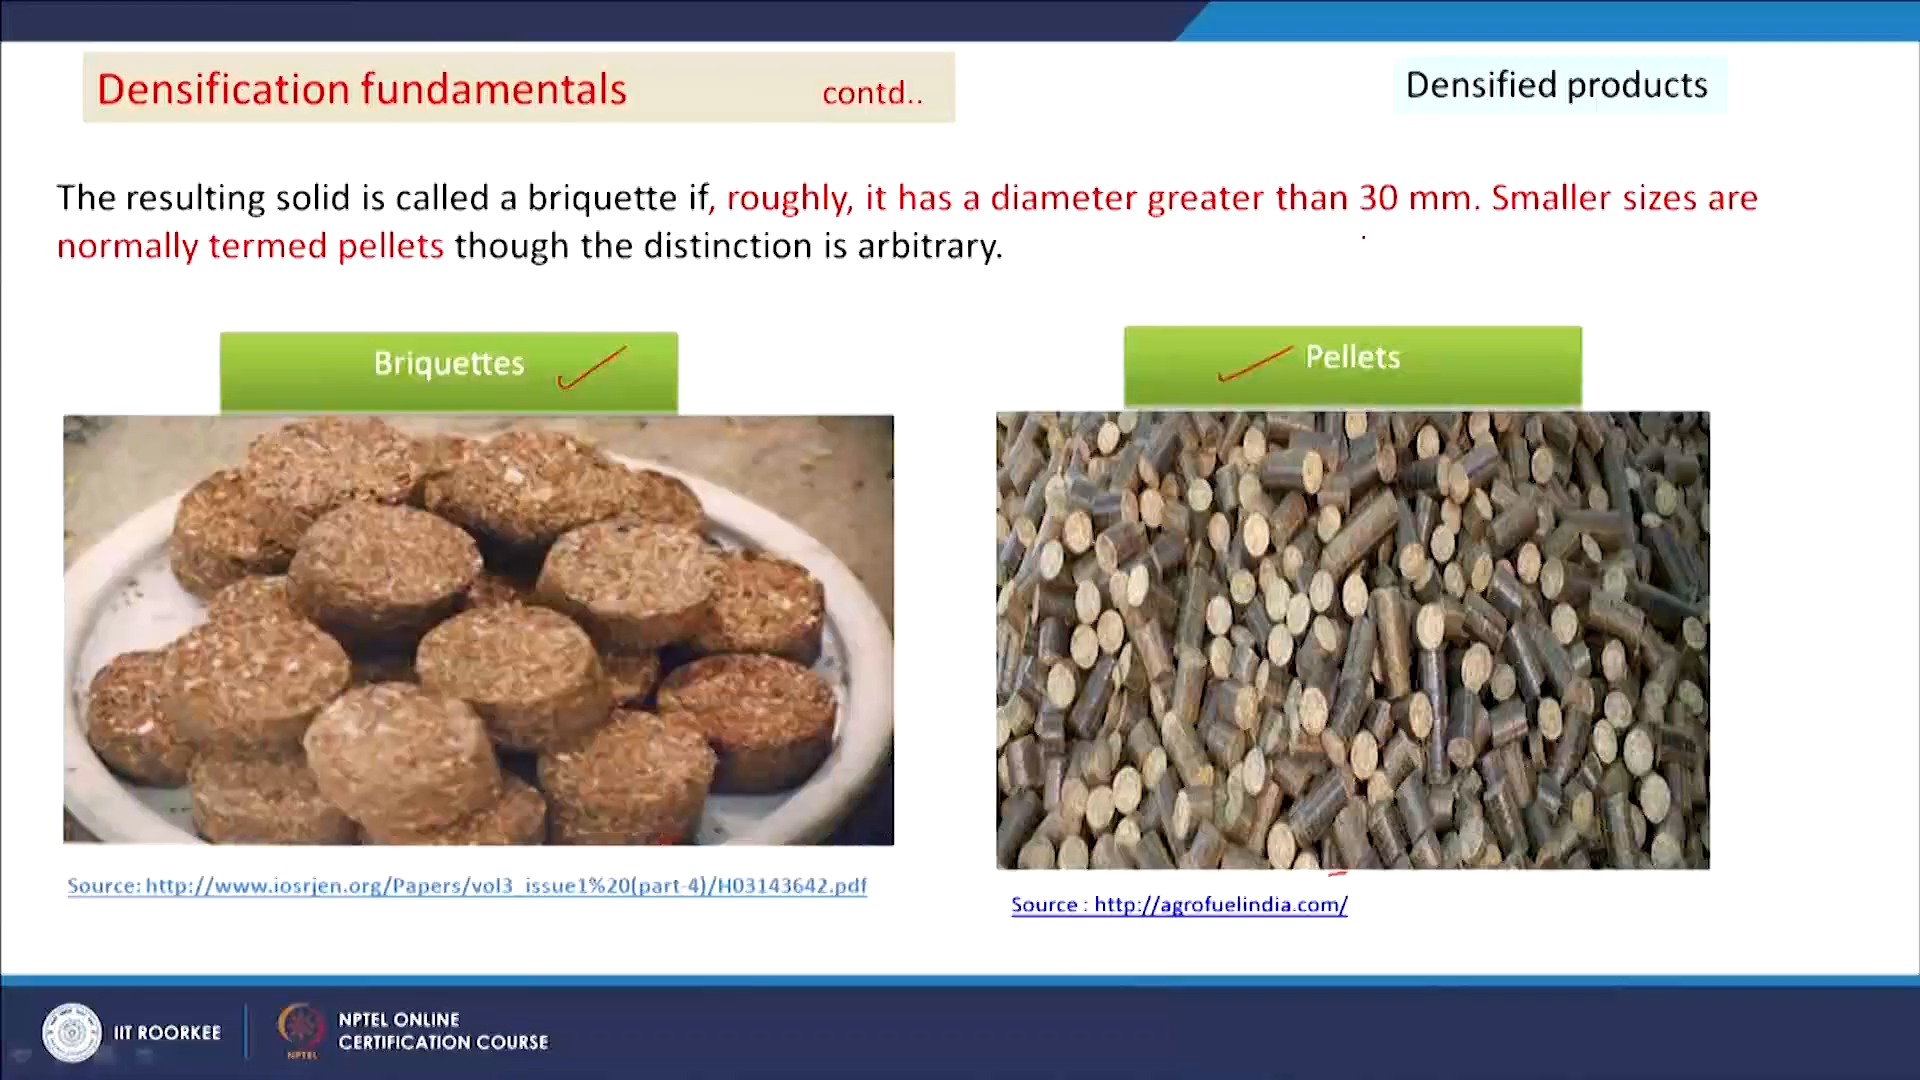 Densification fundamentals contd..
Densified products
The resulting solid is called a briquette if, roughly, it has a diameter greater than 30 mm. Smaller sizes are
normally termed pellets though the distinction is arbitrary.
Briquettes
Pellets
Source: http://www.iosrjen.org/Papers/vol3_issue1%20(part-4)/H03143642.pdf
Source : http://agrofuelindia.com/
IIT ROORKEE
NPTEL
NPTEL ONLINE
CERTIFICATION COURSE